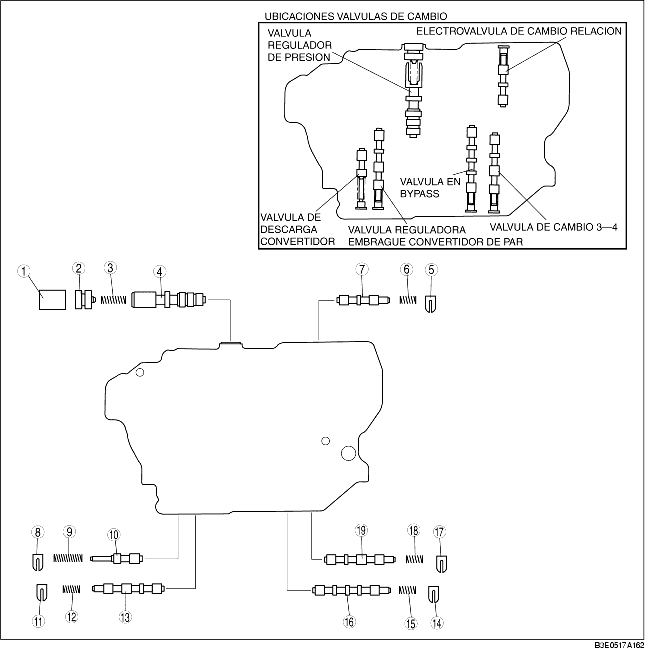 UBICACIONES VALVULAS DE CAMBIO
VALVULA
REGULADOR
DE PRESION
ELECTROVALVULA DE CAMBIO RELACION
VALVULA EN
BYPASS
VALVULA DE
DESCARGA
CONVERTIDOR
VALVULA REGULADORA
EMBRAGUE CONVERTIDOR DE PAR
VALVULA DE CAMBIO 3—4
1
2
3
4
7
6
5
8
9
10
19
18
17
11
12
13
16
15
14
B3E0517A162